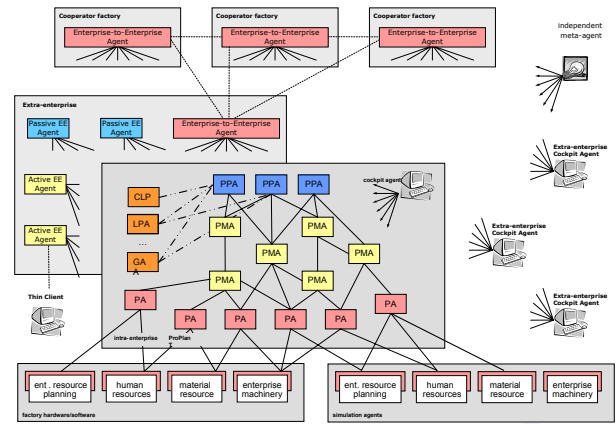 Cooperator factory
Cooperator factory
Cooperator factory
Enterprise-to-Enterprise
Agent
Enterprise-to-Enterprise
Agent
Enterprise-to-Enterprise
Agent
independent
meta-agent
Extra-enterprise
Passive EE
Agent
Passive EE
Agent
Enterprise-to-Enterprise
Agent
Extra-enterprise
Cockpit Agent
Active EE
Agent
CLP
PPA
PPA
PPA
cockpit agent
LPA
...
GA
A
PMA
PMA
Active EE
Agent
PMA
PMA
PMA
PMA
Extra-enterprise
Cockpit Agent
Thin Client
PA
PA
Extra-enterprise
Cockpit Agent
PA
PA
PA
PA
intra-enterprise
ProPlan
T
ent. resource
planning
human
resources
material
resource
enterprise
machinery
factory hardware/software
ent. resource
planning
human
resources
material
resource
enterprise
machinery
simulation agents